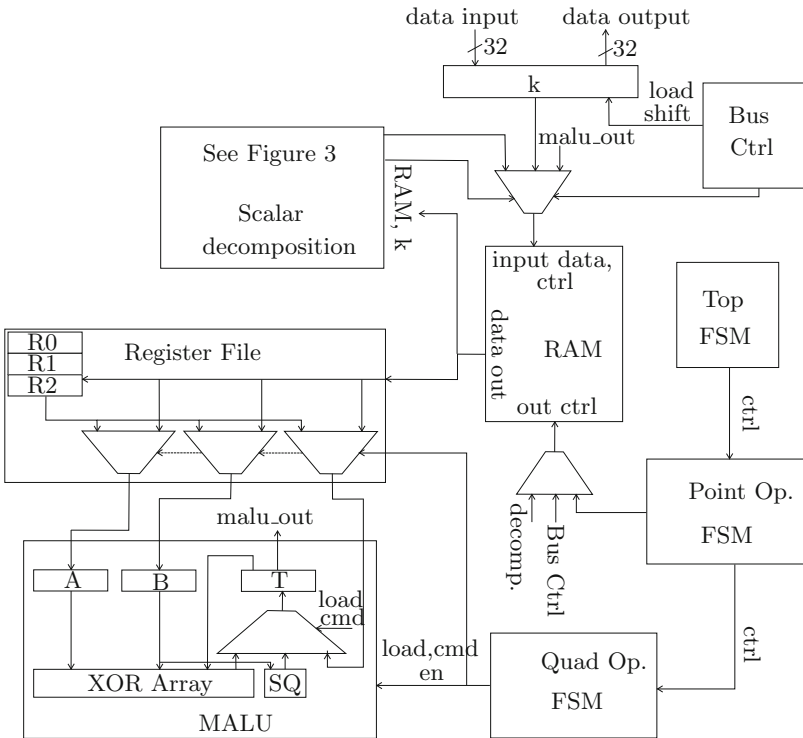 data input
data output
32
32
k
load
shift
Bus
Ctrl
malu_out
See Figure 3
Scalar
decomposition
RAM, k
input data,
ctrl
RAM
data out
out ctrl
Top
FSM
ctrl
R0
R1
R2
Register File
Point Op.
FSM
decomp.
Bus Ctrl
malu_out
A
B
T
load
cmd
XOR Array
SQ
MALU
load,cmd
en
Quad Op.
FSM
ctrl